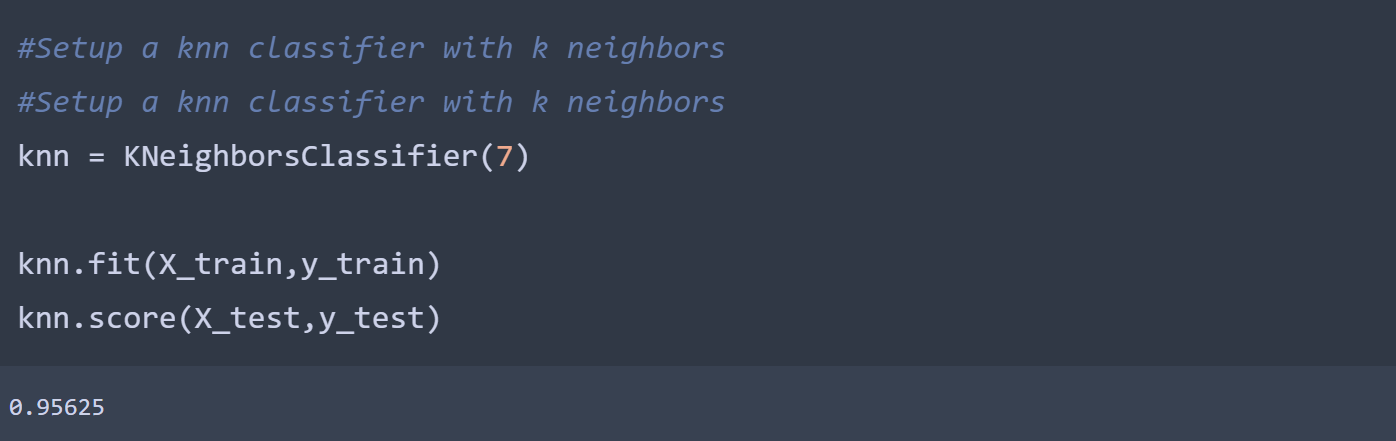 #Setup a knn classifier with k neighbors
#Setup a knn classifier with k neighbors
knn = KNeighborsClassifier(7)
knn.fit(X_train,y_train)
knn.score(X_test,y_test)
0.95625